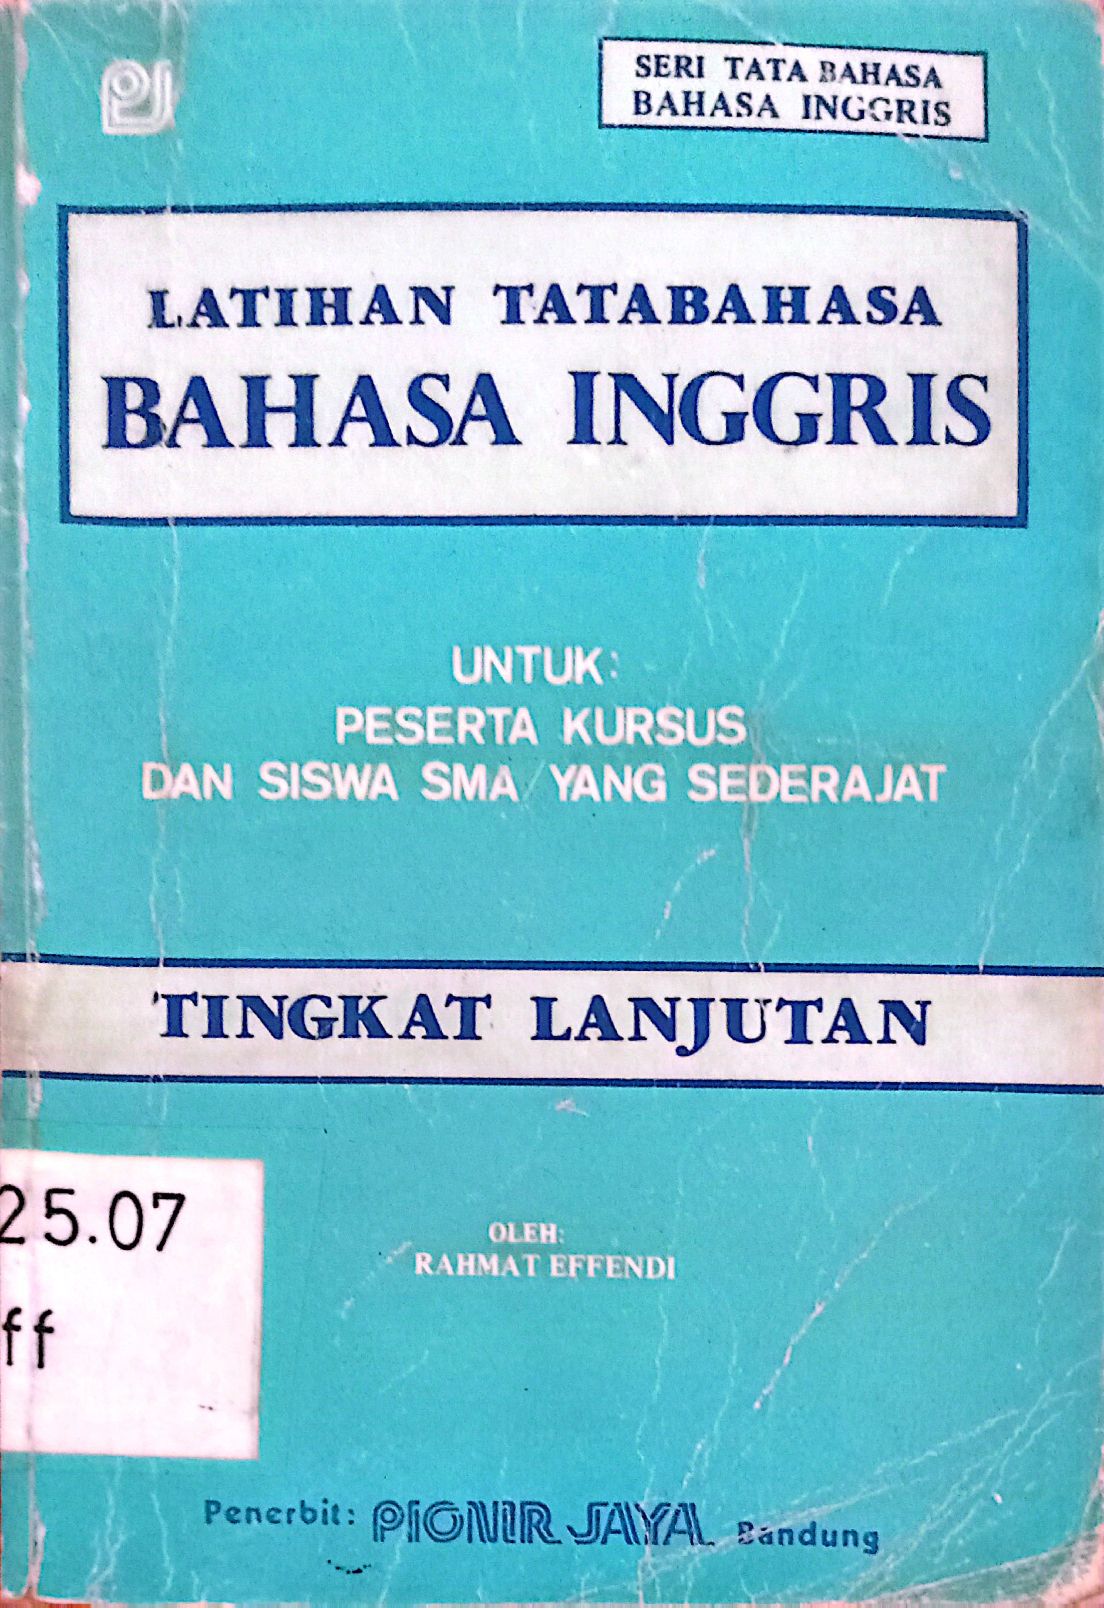 PJ
SERI TATA BAHASA
BAHASA INGGRIS
LATIHAN TATABAHASA
BAHASA INGGRIS
UNTUK:
PESERTA KURSUS
DAN SISWA SMA/YANG SEDERAJAT
TINGKAT LANJUTAN
25.07
ff
OLEH:
RAHMAT EFFENDI
Penerbit: PIONIR JAYA Bandung